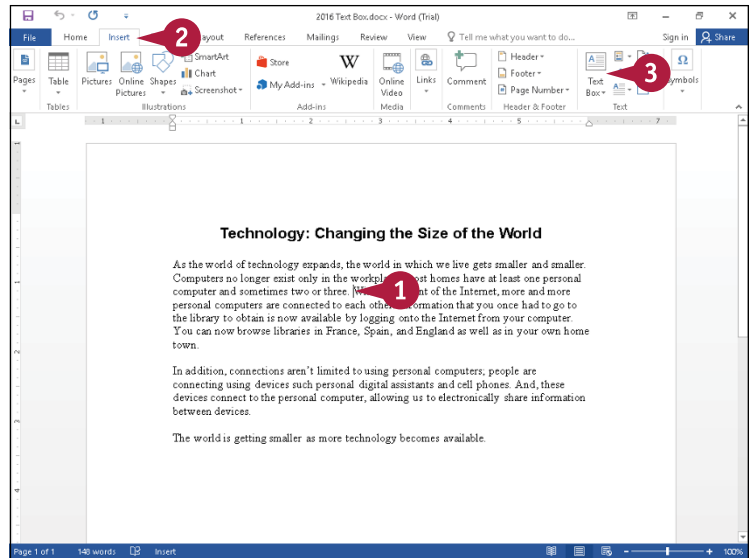 2016 Text Box.docx - Word (Trial)
File Home Insert 2 ayout References Mailings Review View Tell me what you want to do... Sign in Share
Pages Table Pictures Online Pictures Shapes SmartArt Chart Screenshot Store My Add-ins Wikipedia Online Video Links Comment Header Footer Page Number Text Box 3 Symbols
Tables Illustrations Add-ins Media Comments Header & Footer Text
1 1 2 3 4 5 7
Technology: Changing the Size of the World
As the world of technology expands, the world in which we live gets smaller and smaller.
Computers no longer exist only in the workpla ost homes have at least one personal
computer and sometimes two or three. W 1 nt of the Internet, more and more
personal computers are connected to each othe formation that you once had to go to
the library to obtain is now available by logging onto the Internet from your computer.
You can now browse libraries in France, Spain, and England as well as in your own home
town.
In addition, connections aren't limited to using personal computers; people are
connecting using devices such personal digital assistants and cell phones. And, these
devices connect to the personal computer, allowing us to electronically share information
between devices.
The world is getting smaller as more technology becomes available.
Page 1 of 1 148 words Insert 100%